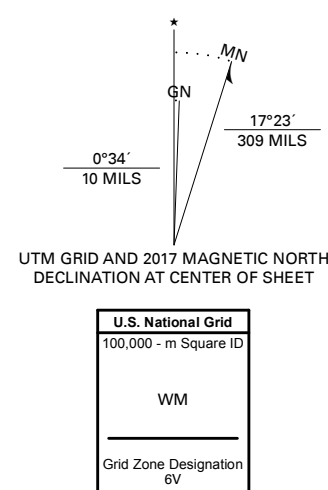 ★
MN
GN
17°23´
309 MILS
0°34´
10 MILS
UTM GRID AND 2017 MAGNETIC NORTH
DECLINATION AT CENTER OF SHEET
U.S. National Grid
100,000 - m Square ID
WM
Grid Zone Designation
6V